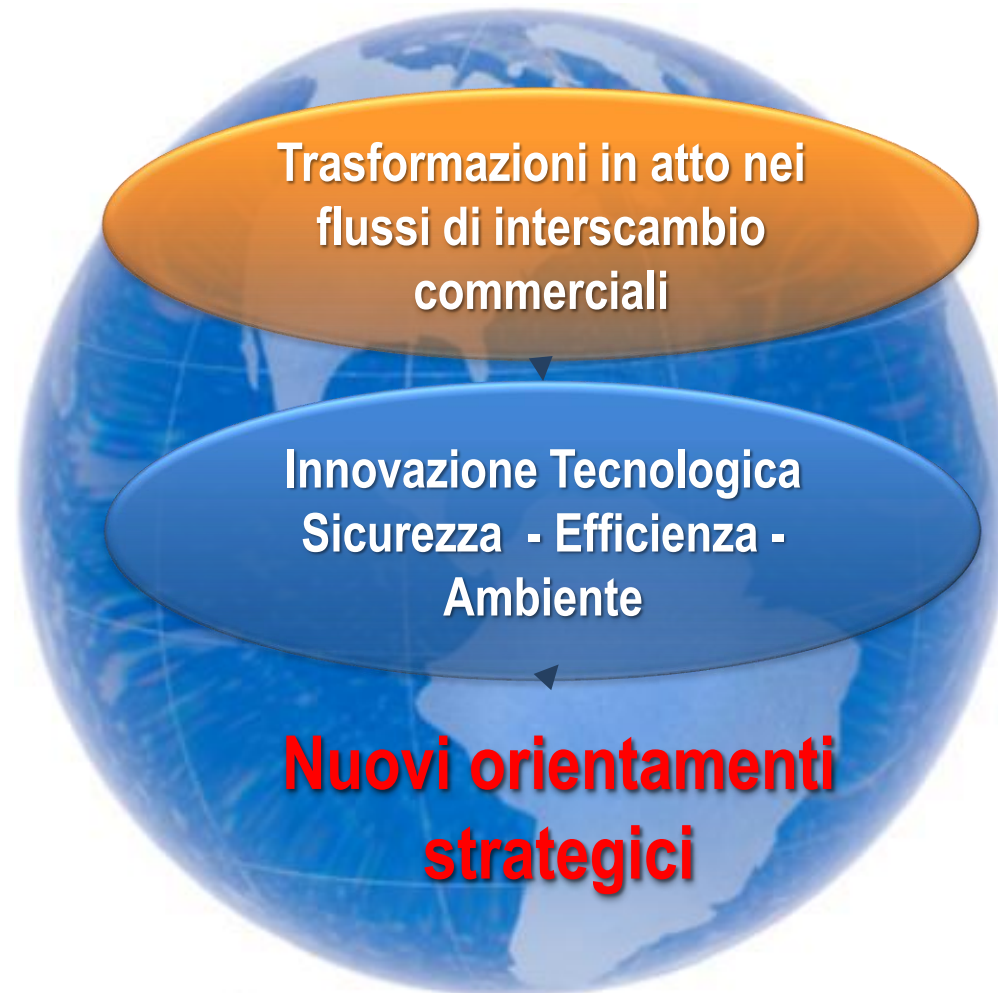 Trasformazioni in atto nei
flussi di interscambio
commerciali
Innovazione Tecnologica
Sicurezza  - Efficienza -
Ambiente
Nuovi orientamenti
strategici